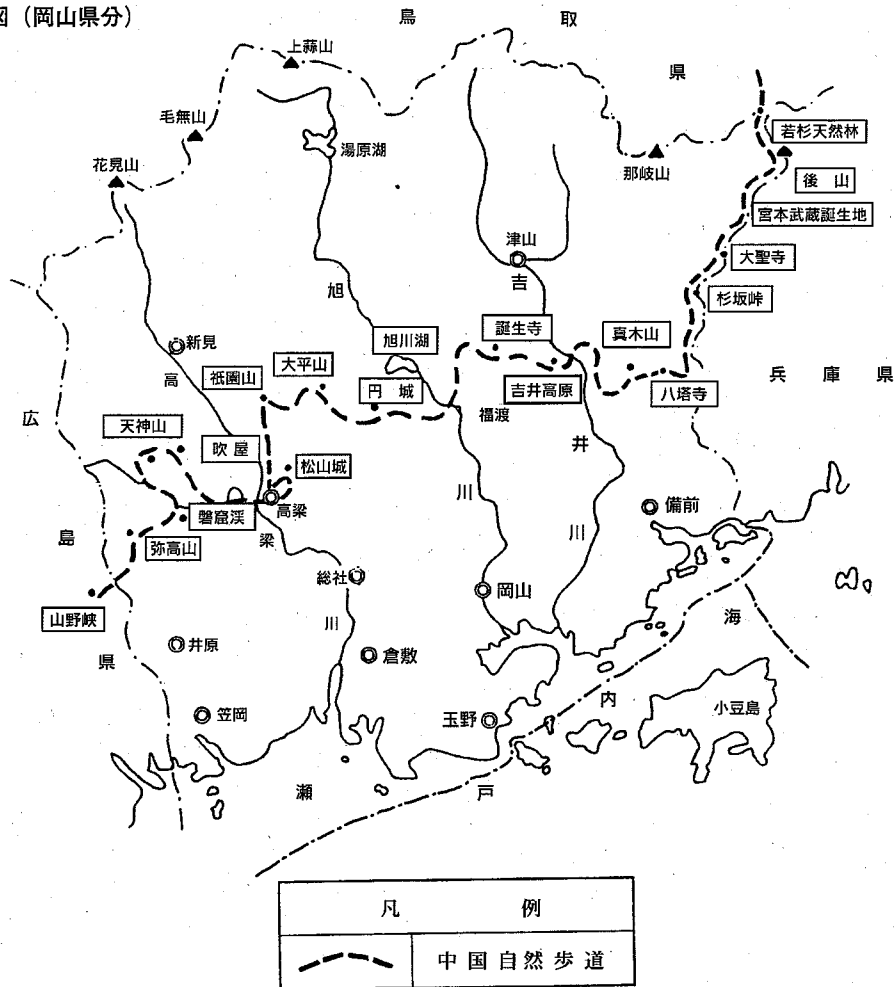 図（岡山県分）
鳥
取
県
上蒜山
毛無山
花見山
湯原湖
那岐山
若杉天然林
後山
宮本武蔵誕生地
大聖寺
杉坂峠
津山
吉
旭
誕生寺
真木山
旭川湖
新見
高
祇園山
大平山
円城
福渡
吉井高原
八塔寺
兵庫県
広
天神山
吹屋
松山城
井
高梁
川
備前
磐窟渓
島
弥高山
梁
川
総社
岡山
山野峡
川
県
井原
倉敷
海
笠岡
玉野
内
小豆島
瀬
戸
凡例
中国自然歩道